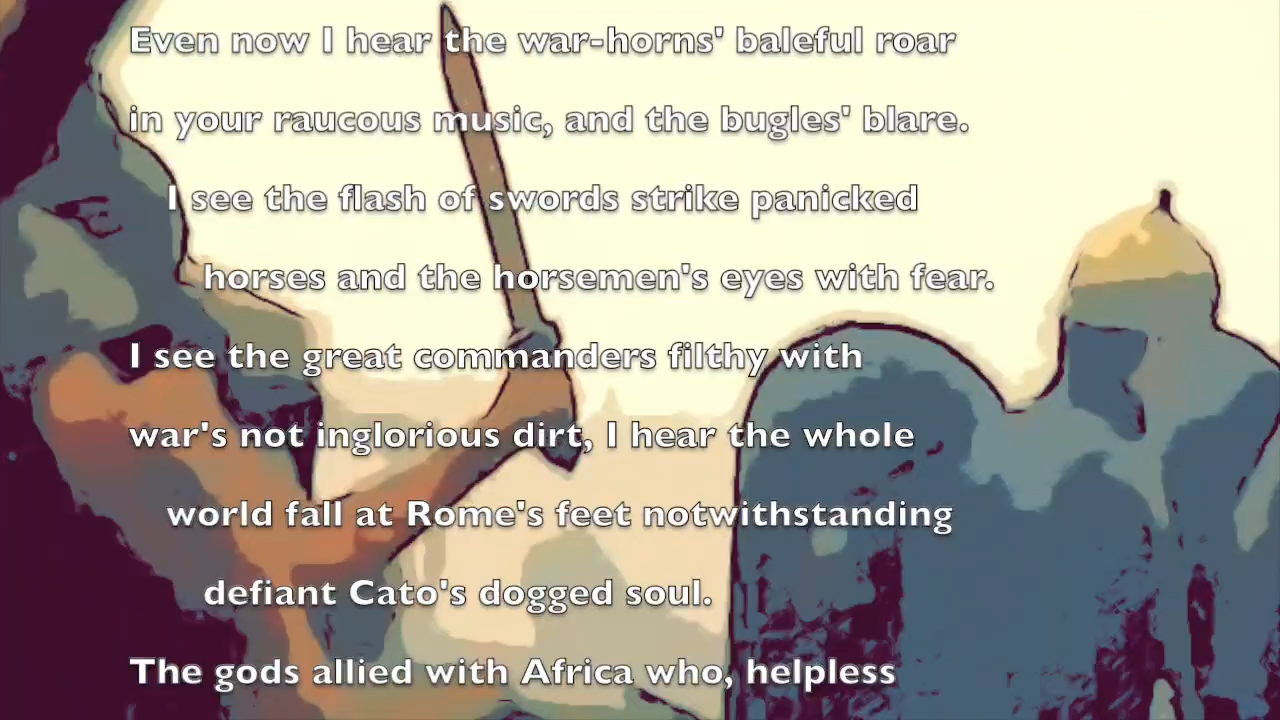 Even now I hear the war-horns' baleful roar
in your raucous music, and the bugles' blare.
I see the flash of swords strike panicked
horses and the horsemen's eyes with fear.
I see the great commanders filthy with
war's not inglorious dirt, I hear the whole
world fall at Rome's feet notwithstanding
defiant Cato's dogged soul.
The gods allied with Africa who, helpless